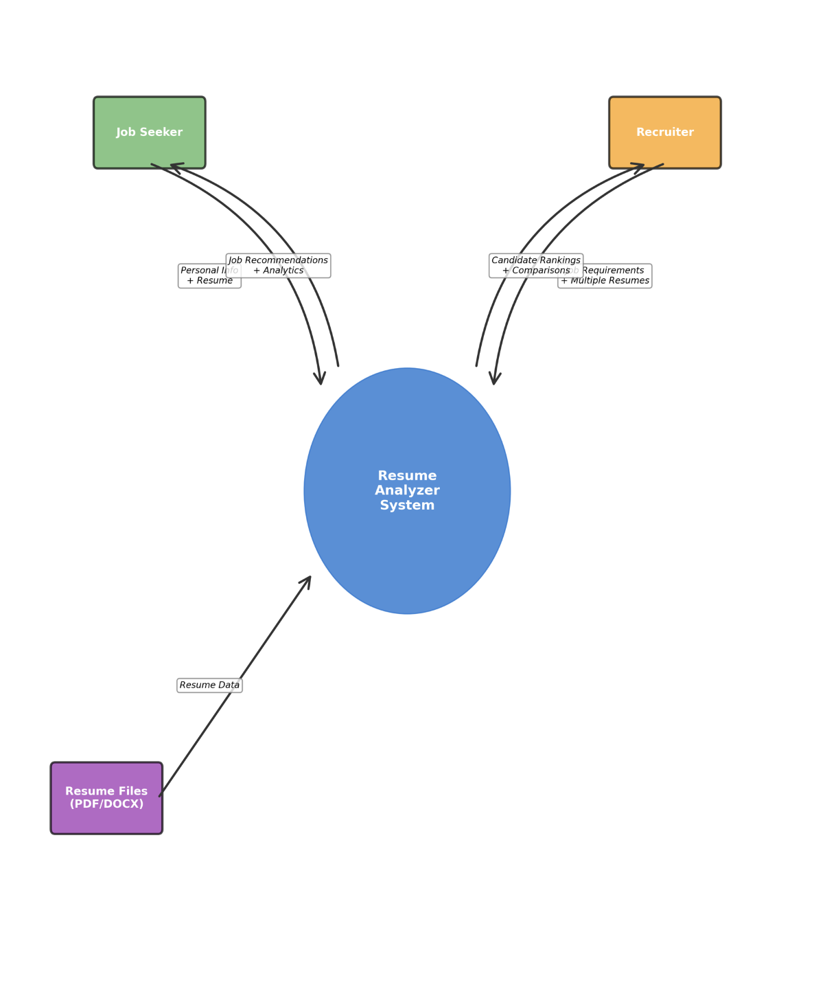 Job Seeker
Recruiter
Job Recommendations
+ Analytics
Personal Info
+ Resume
Candidate Rankings
+ Comparisons
Requirements
+ Multiple Resumes
Resume
Analyzer
System
Resume Data
Resume Files
(PDF/DOCX)